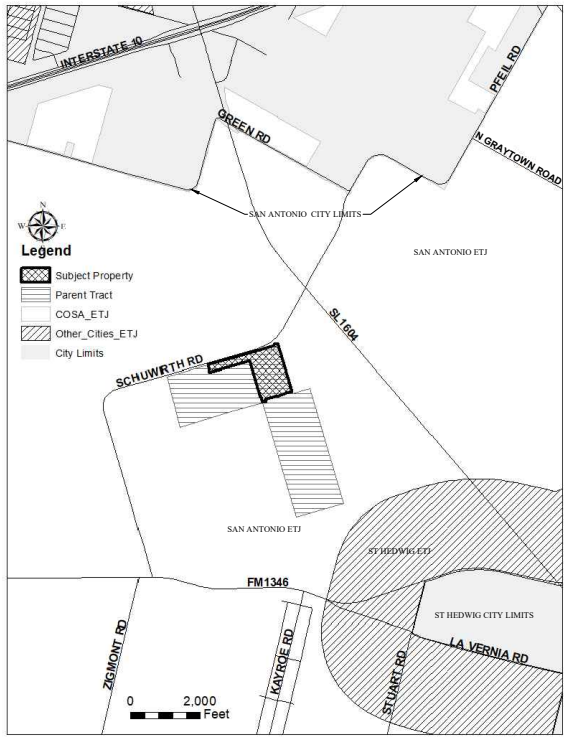 INTERSTATE 10
PFEIL RD
GREEN RD
N GRAYTOWN ROAD
SAN ANTONIO CITY LIMITS
N
W
E
S
Legend
Subject Property
Parent Tract
COSA_ETJ
Other_Cities_ETJ
City Limits
SAN ANTONIO ETJ
SL1604
SCHUWIRTH RD
SAN ANTONIO ETJ
ST HEDWIG ETJ
FM1346
ST HEDWIG CITY LIMITS
LA VERNIA RD
ZIGMONT RD
KAYROE RD
STUART RD
0 2,000
Feet